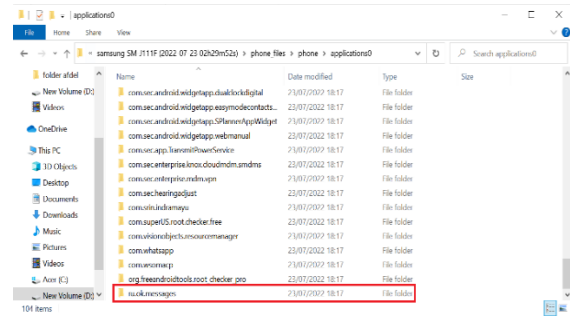 applications0
File Home Share View
« samsung SM J111F (2022 07 23 02h29m52s) > phone_files > phone > applications0
Search applications0
folder afdel
New Volume (D:)
Videos
OneDrive
This PC
3D Objects
Desktop
Documents
Downloads
Music
Pictures
Videos
Acer (C:)
New Volume (D:)
Name Date modified Type Size
com.sec.android.widgetapp.dualclockdigital 23/07/2022 18:17 File folder
com.sec.android.widgetapp.easymodecontacts... 23/07/2022 18:17 File folder
com.sec.android.widgetapp.SPlannerAppWidget 23/07/2022 18:17 File folder
com.sec.android.widgetapp.webmanual 23/07/2022 18:17 File folder
com.sec.app.TransmitPowerService 23/07/2022 18:17 File folder
com.sec.enterprise.knox.cloudmdm.smdms 23/07/2022 18:17 File folder
com.sec.enterprise.mdm.vpn 23/07/2022 18:17 File folder
com.sec.hearingadjust 23/07/2022 18:17 File folder
com.srin.indramayu 23/07/2022 18:17 File folder
com.superUS.root.checker.free 23/07/2022 18:17 File folder
com.visionobjects.resourcemanager 23/07/2022 18:17 File folder
com.whatsapp 23/07/2022 18:17 File folder
com.wsomacp 23/07/2022 18:17 File folder
org.freeandroidtools.root_checker_pro 23/07/2022 18:17 File folder
ru.ok.messages 23/07/2022 18:17 File folder
104 items